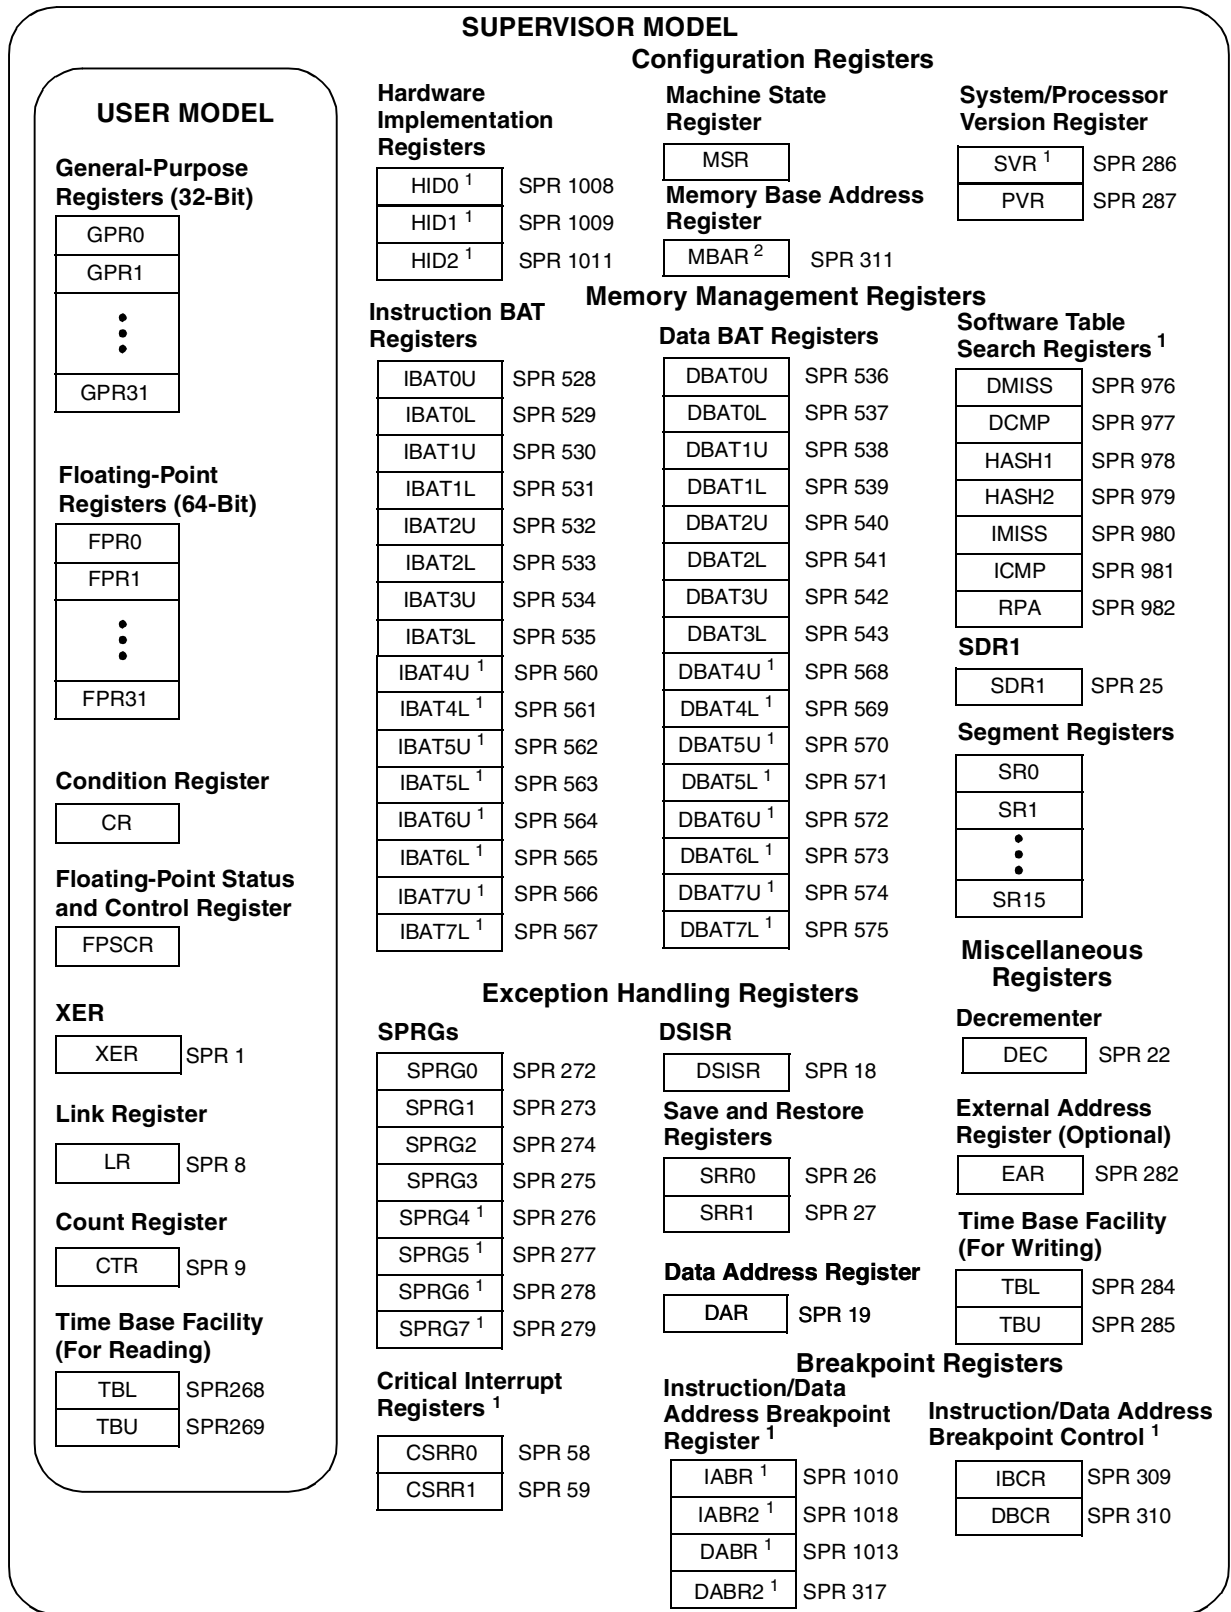 SUPERVISOR MODEL
USER MODEL
General-Purpose
Registers (32-Bit)
GPR0
GPR1
GPR31
Floating-Point
Registers (64-Bit)
FPR0
FPR1
FPR31
Condition Register
CR
Floating-Point Status
and Control Register
FPSCR
XER
XER SPR 1
Link Register
LR SPR 8
Count Register
CTR SPR 9
Time Base Facility
(For Reading)
TBL SPR268
TBU SPR269
Configuration Registers
Hardware
Implementation
Registers
HID0 1 SPR 1008
HID1 1 SPR 1009
HID2 1 SPR 1011
Machine State
Register
MSR
Memory Base Address
Register
MBAR 2 SPR 311
System/Processor
Version Register
SVR 1 SPR 286
PVR SPR 287
Memory Management Registers
Instruction BAT
Registers
IBAT0U SPR 528
IBAT0L SPR 529
IBAT1U SPR 530
IBAT1L SPR 531
IBAT2U SPR 532
IBAT2L SPR 533
IBAT3U SPR 534
IBAT3L SPR 535
IBAT4U 1 SPR 560
IBAT4L 1 SPR 561
IBAT5U 1 SPR 562
IBAT5L 1 SPR 563
IBAT6U 1 SPR 564
IBAT6L 1 SPR 565
IBAT7U 1 SPR 566
IBAT7L 1 SPR 567
Data BAT Registers
DBAT0U SPR 536
DBAT0L SPR 537
DBAT1U SPR 538
DBAT1L SPR 539
DBAT2U SPR 540
DBAT2L SPR 541
DBAT3U SPR 542
DBAT3L SPR 543
DBAT4U 1 SPR 568
DBAT4L 1 SPR 569
DBAT5U 1 SPR 570
DBAT5L 1 SPR 571
DBAT6U 1 SPR 572
DBAT6L 1 SPR 573
DBAT7U 1 SPR 574
DBAT7L 1 SPR 575
Software Table
Search Registers 1
DMISS SPR 976
DCMP SPR 977
HASH1 SPR 978
HASH2 SPR 979
IMISS SPR 980
ICMP SPR 981
RPA SPR 982
SDR1
SDR1 SPR 25
Segment Registers
SR0
SR1
SR15
Exception Handling Registers
SPRGs
SPRG0 SPR 272
SPRG1 SPR 273
SPRG2 SPR 274
SPRG3 SPR 275
SPRG4 1 SPR 276
SPRG5 1 SPR 277
SPRG6 1 SPR 278
SPRG7 1 SPR 279
Critical Interrupt
Registers 1
CSRR0 SPR 58
CSRR1 SPR 59
DSISR
DSISR SPR 18
Save and Restore
Registers
SRR0 SPR 26
SRR1 SPR 27
Data Address Register
DAR SPR 19
Miscellaneous
Registers
Decrementer
DEC SPR 22
External Address
Register (Optional)
EAR SPR 282
Time Base Facility
(For Writing)
TBL SPR 284
TBU SPR 285
Breakpoint Registers
Instruction/Data
Address Breakpoint
Register 1
IABR 1 SPR 1010
IABR2 1 SPR 1018
DABR 1 SPR 1013
DABR2 1 SPR 317
Instruction/Data Address
Breakpoint Control 1
IBCR SPR 309
DBCR SPR 310